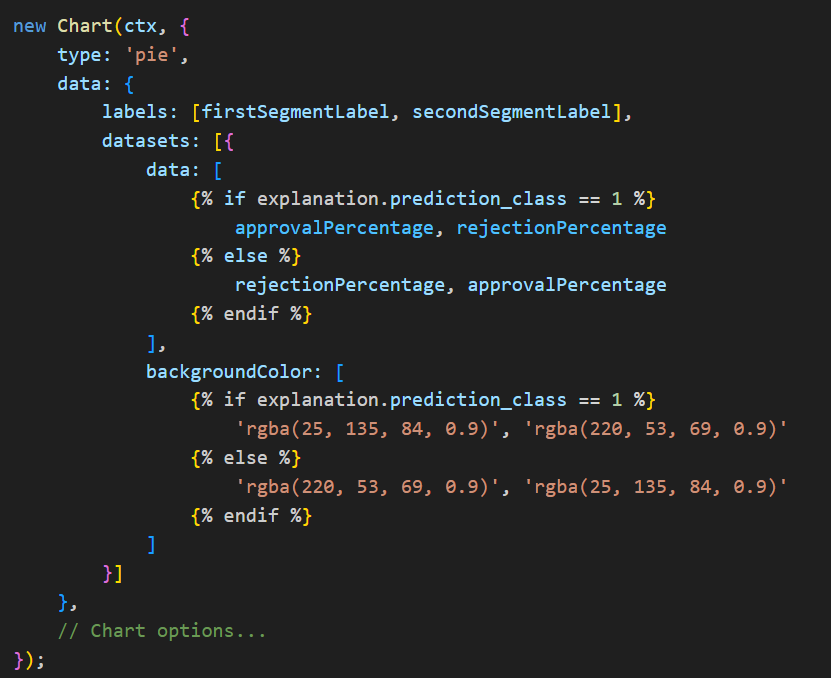 new Chart(ctx, {
    type: 'pie',
    data: {
        labels: [firstSegmentLabel, secondSegmentLabel],
        datasets: [{
            data: [
                {% if explanation.prediction_class == 1 %}
                    approvalPercentage, rejectionPercentage
                {% else %}
                    rejectionPercentage, approvalPercentage
                {% endif %}
            ],
            backgroundColor: [
                {% if explanation.prediction_class == 1 %}
                    'rgba(25, 135, 84, 0.9)', 'rgba(220, 53, 69, 0.9)'
                {% else %}
                    'rgba(220, 53, 69, 0.9)', 'rgba(25, 135, 84, 0.9)'
                {% endif %}
            ]
        }]
    },
    // Chart options...
});